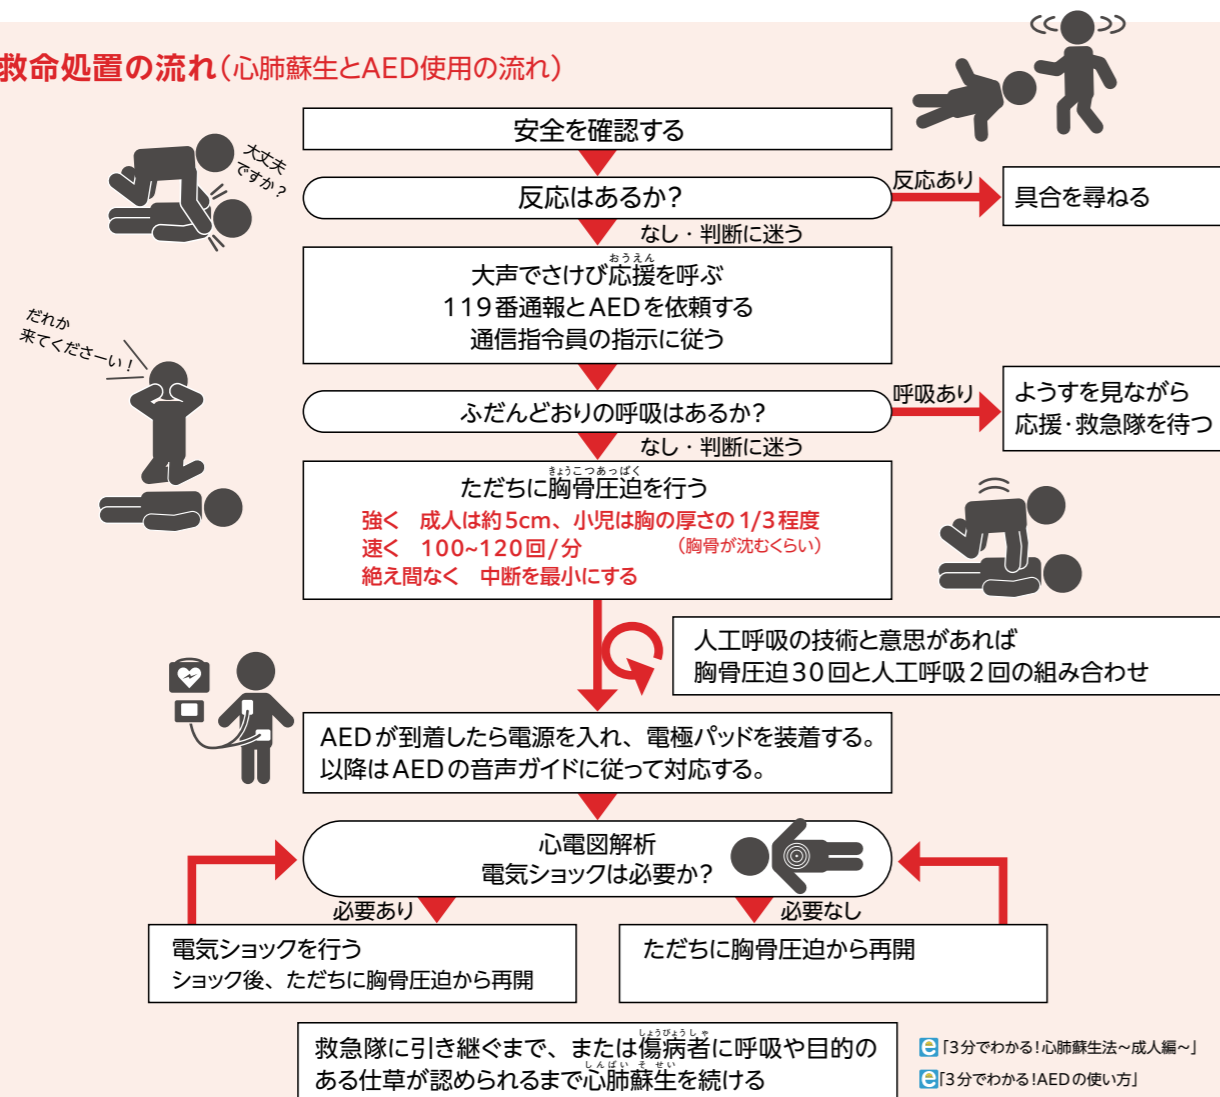 救命処置の流れ(心肺蘇生とAED使用の流れ)
安全を確認する
大丈夫
ですか?
反応はあるか?
反応あり
具合を尋ねる
なし・判断に迷う
おうえん
大声でさけび応援を呼ぶ
119番通報とAEDを依頼する
通信指令員の指示に従う
だれか
来てくださーい!
ふだんどおりの呼吸はあるか?
呼吸あり
ようすを見ながら
応援・救急隊を待つ
なし・判断に迷う
きょうこつあっぱく
ただちに胸骨圧迫を行う
強く 成人は約5cm、小児は胸の厚さの1/3程度
速く 100~120回/分 (胸骨が沈むくらい)
絶え間なく 中断を最小にする
人工呼吸の技術と意思があれば
胸骨圧迫30回と人工呼吸2回の組み合わせ
AEDが到着したら電源を入れ、電極パッドを装着する。
以降はAEDの音声ガイドに従って対応する。
心電図解析
電気ショックは必要か?
必要あり
必要なし
電気ショックを行う
ショック後、ただちに胸骨圧迫から再開
ただちに胸骨圧迫から再開
しょうびょうしゃ
救急隊に引き継ぐまで、または傷病者に呼吸や目的の
しんぱいそせい
ある仕草が認められるまで心肺蘇生を続ける
e「3分でわかる!心肺蘇生法〜成人編〜」
e「3分でわかる!AEDの使い方」